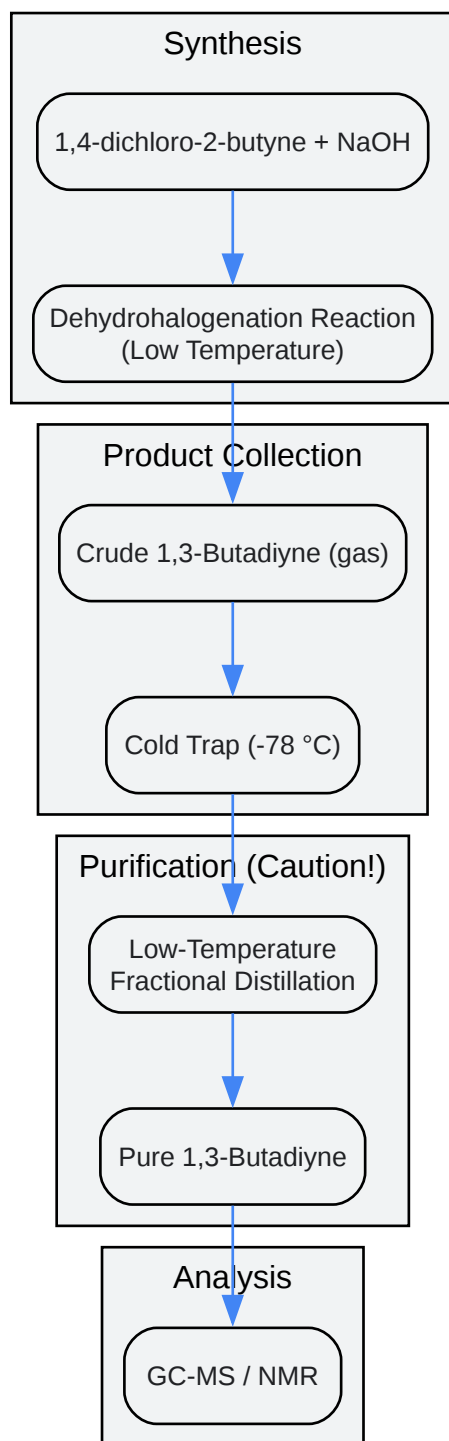 Synthesis
1,4-dichloro-2-butyne + NaOH
Dehydrohalogenation Reaction
(Low Temperature)
Product Collection
Crude 1,3-Butadiyne (gas)
Cold Trap (-78 °C)
Purification (Caution!)
Low-Temperature
Fractional Distillation
Pure 1,3-Butadiyne
Analysis
GC-MS / NMR